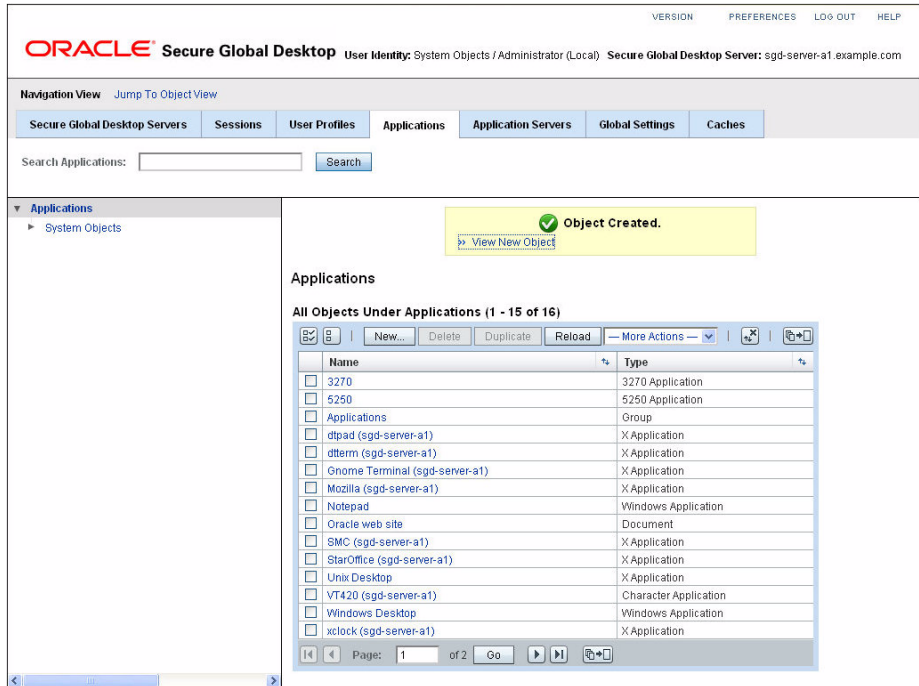 VERSION PREFERENCES LOG OUT HELP
ORACLE Secure Global Desktop User Identity: System Objects / Administrator (Local) Secure Global Desktop Server: sgd-server-a1.example.com
Navigation View Jump To Object View
Secure Global Desktop Servers Sessions User Profiles Applications Application Servers Global Settings Caches
Search Applications: Search
Applications
System Objects
Object Created.
» View New Object
Applications
All Objects Under Applications (1 - 15 of 16)
New... Delete Duplicate Reload — More Actions —
Name Type
3270 3270 Application
5250 5250 Application
Applications Group
dtpad (sgd-server-a1) X Application
dtterm (sgd-server-a1) X Application
Gnome Terminal (sgd-server-a1) X Application
Mozilla (sgd-server-a1) X Application
Notepad Windows Application
Oracle web site Document
SMC (sgd-server-a1) X Application
StarOffice (sgd-server-a1) X Application
Unix Desktop X Application
VT420 (sgd-server-a1) Character Application
Windows Desktop Windows Application
xclock (sgd-server-a1) X Application
Page: 1 of 2 Go